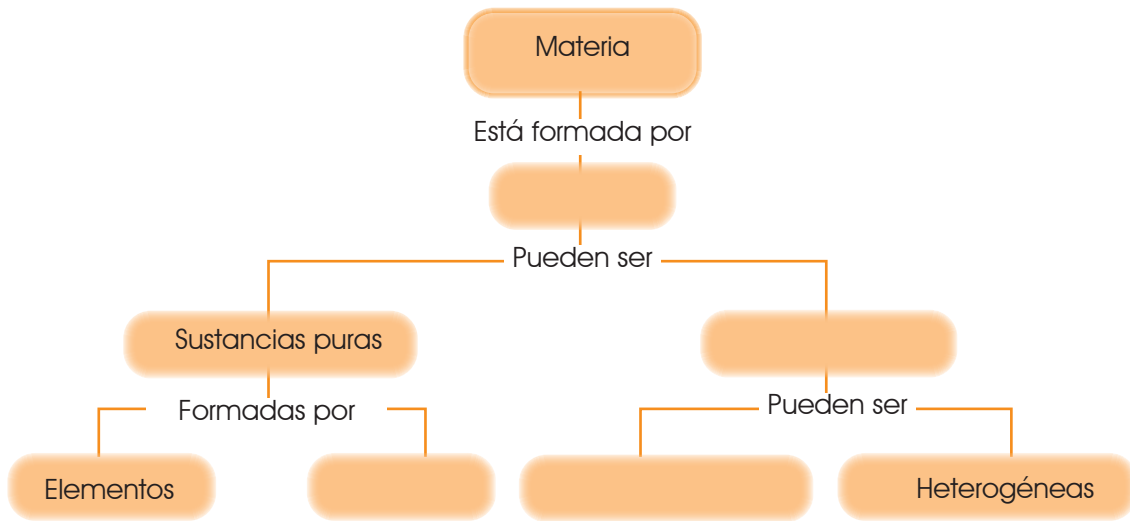 Materia
Está formada por
Pueden ser
Sustancias puras
Formadas por
Pueden ser
Elementos
Heterogéneas